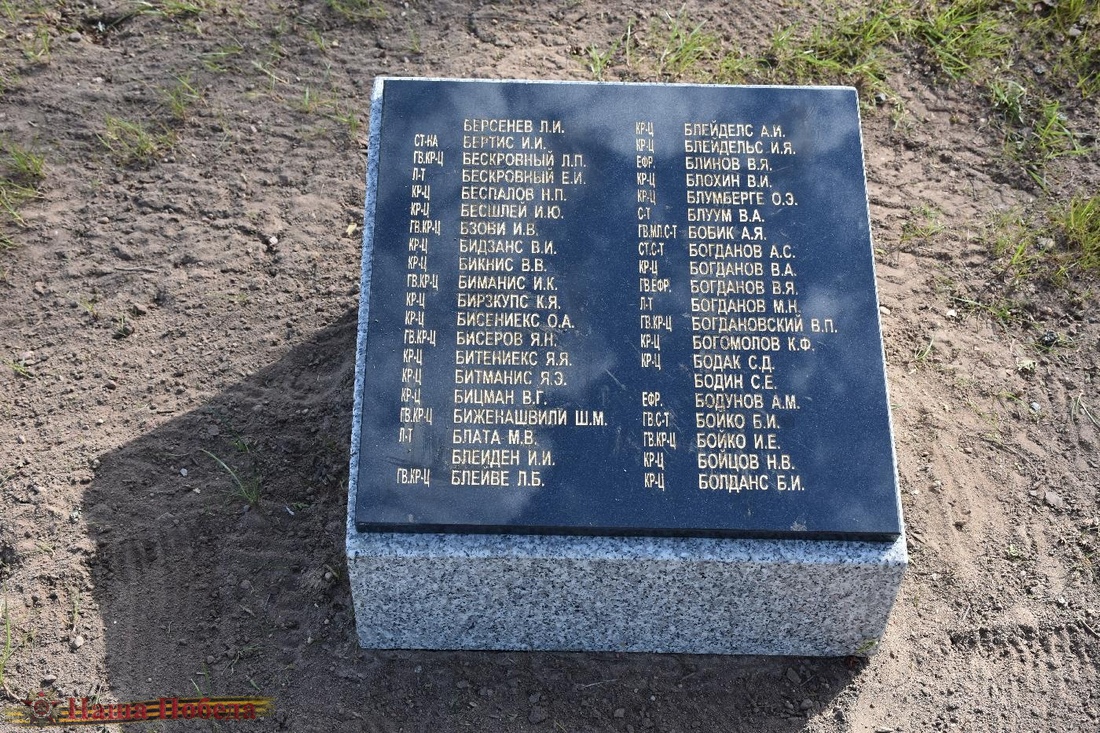 БЕРСЕНЕВ Л.И.
СТ-НА БЕРТИС И.И.
ГВ.КР-Ц БЕСКРОВНЫЙ Л.П.
Л-Т БЕСКРОВНЫЙ Е.И.
КР-Ц БЕСПАЛОВ Н.П.
КР-Ц БЕСШЛЕЙ И.Ю.
ГВ.КР-Ц БЗОВИ И.В.
КР-Ц БИДЗАНС В.И.
КР-Ц БИКНИС В.В.
ГВ.КР-Ц БИМАНИС И.К.
КР-Ц БИРЗКУПС К.Я.
КР-Ц БИСЕНИЕКС О.А.
ГВ.КР-Ц БИСЕРОВ Я.Н.
КР-Ц БИТЕНИЕКС Я.Я.
КР-Ц БИТМАНИС Я.Э.
КР-Ц БИЦМАН В.Г.
ГВ.КР-Ц БИЖЕНАШВИЛИ Ш.М.
Л-Т БЛАТА М.В.
БЛЕИДЕН И.И.
ГВ.КР-Ц БЛЕЙВЕ Л.Б.
КР-Ц БЛЕЙДЕЛС А.И.
КР-Ц БЛЕЙДЕЛЬС И.Я.
ЕФР. БЛИНОВ В.Я.
КР-Ц БЛОХИН В.И.
КР-Ц БЛУМБЕРГЕ О.Э.
С-Т БЛУУМ В.А.
ГВ.МЛ.С-Т БОБИК А.Я.
СТ.С-Т БОГДАНОВ А.С.
КР-Ц БОГДАНОВ В.А.
ГВ.ЕФР. БОГДАНОВ В.Я.
Л-Т БОГДАНОВ М.Н.
ГВ.КР-Ц БОГДАНОВСКИЙ В.П.
КР-Ц БОГОМОЛОВ К.Ф.
КР-Ц БОДАК С.Д.
БОДИН С.Е.
ЕФР. БОДУНОВ А.М.
ГВ.С-Т БОЙКО Б.И.
ГВ.КР-Ц БОЙКО И.Е.
КР-Ц БОЙЦОВ Н.В.
КР-Ц БОЛДАНС Б.И.
Наша Победа